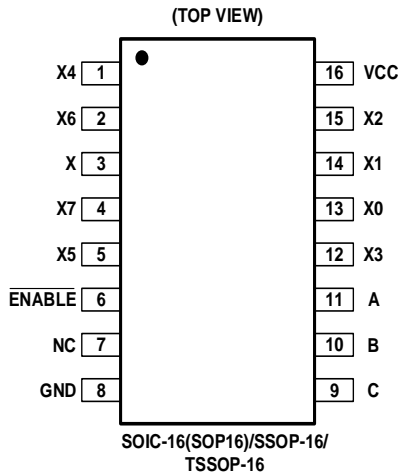 (TOP VIEW)
X4 1 16 VCC
X6 2 15 X2
X 3 14 X1
X7 4 13 X0
X5 5 12 X3
ENABLE 6 11 A
NC 7 10 B
GND 8 9 C
SOIC-16(SOP16)/SSOP-16/
TSSOP-16